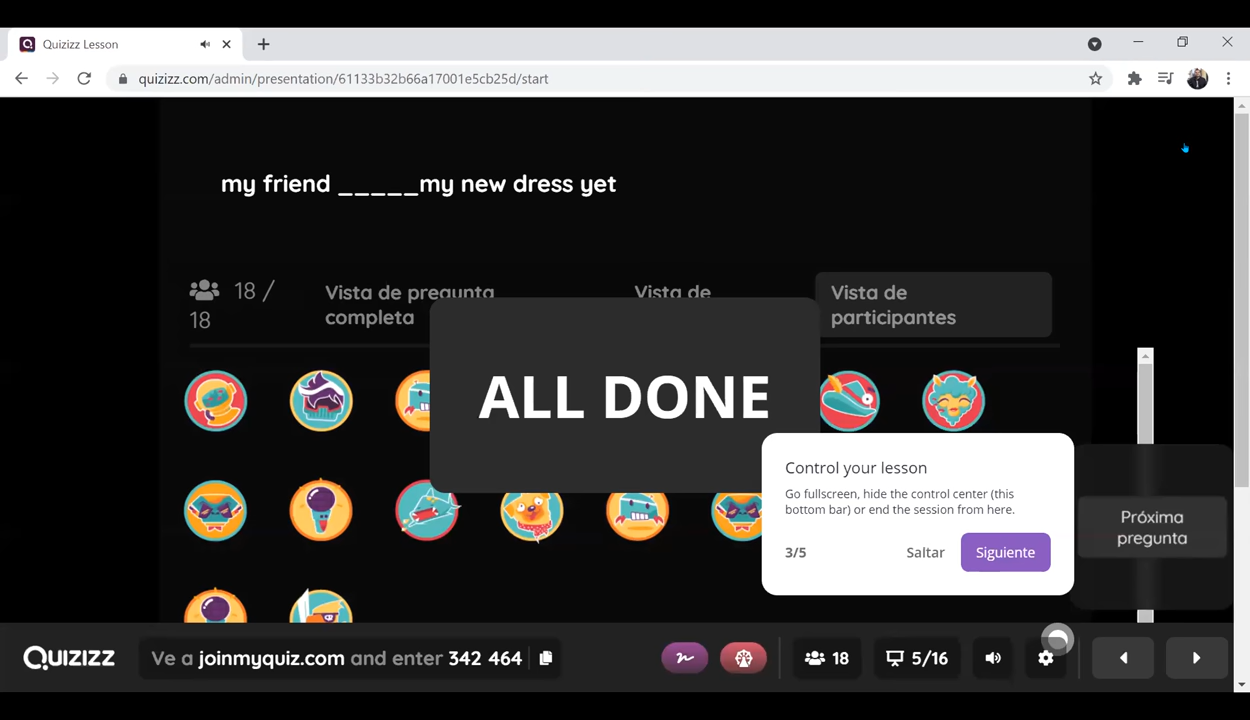 Quizizz Lesson
quizizz.com/admin/presentation/61133b32b66a17001e5cb25d/start
my friend _____my new dress yet
18 /
18
Vista de pregunta
completa
Vista de
Vista de
participantes
ALL DONE
Control your lesson
Go fullscreen, hide the control center (this
bottom bar) or end the session from here.
3/5
Saltar
Siguiente
Próxima
pregunta
QUIZIZZ
Ve a joinmyquiz.com and enter 342 464
18
5/16